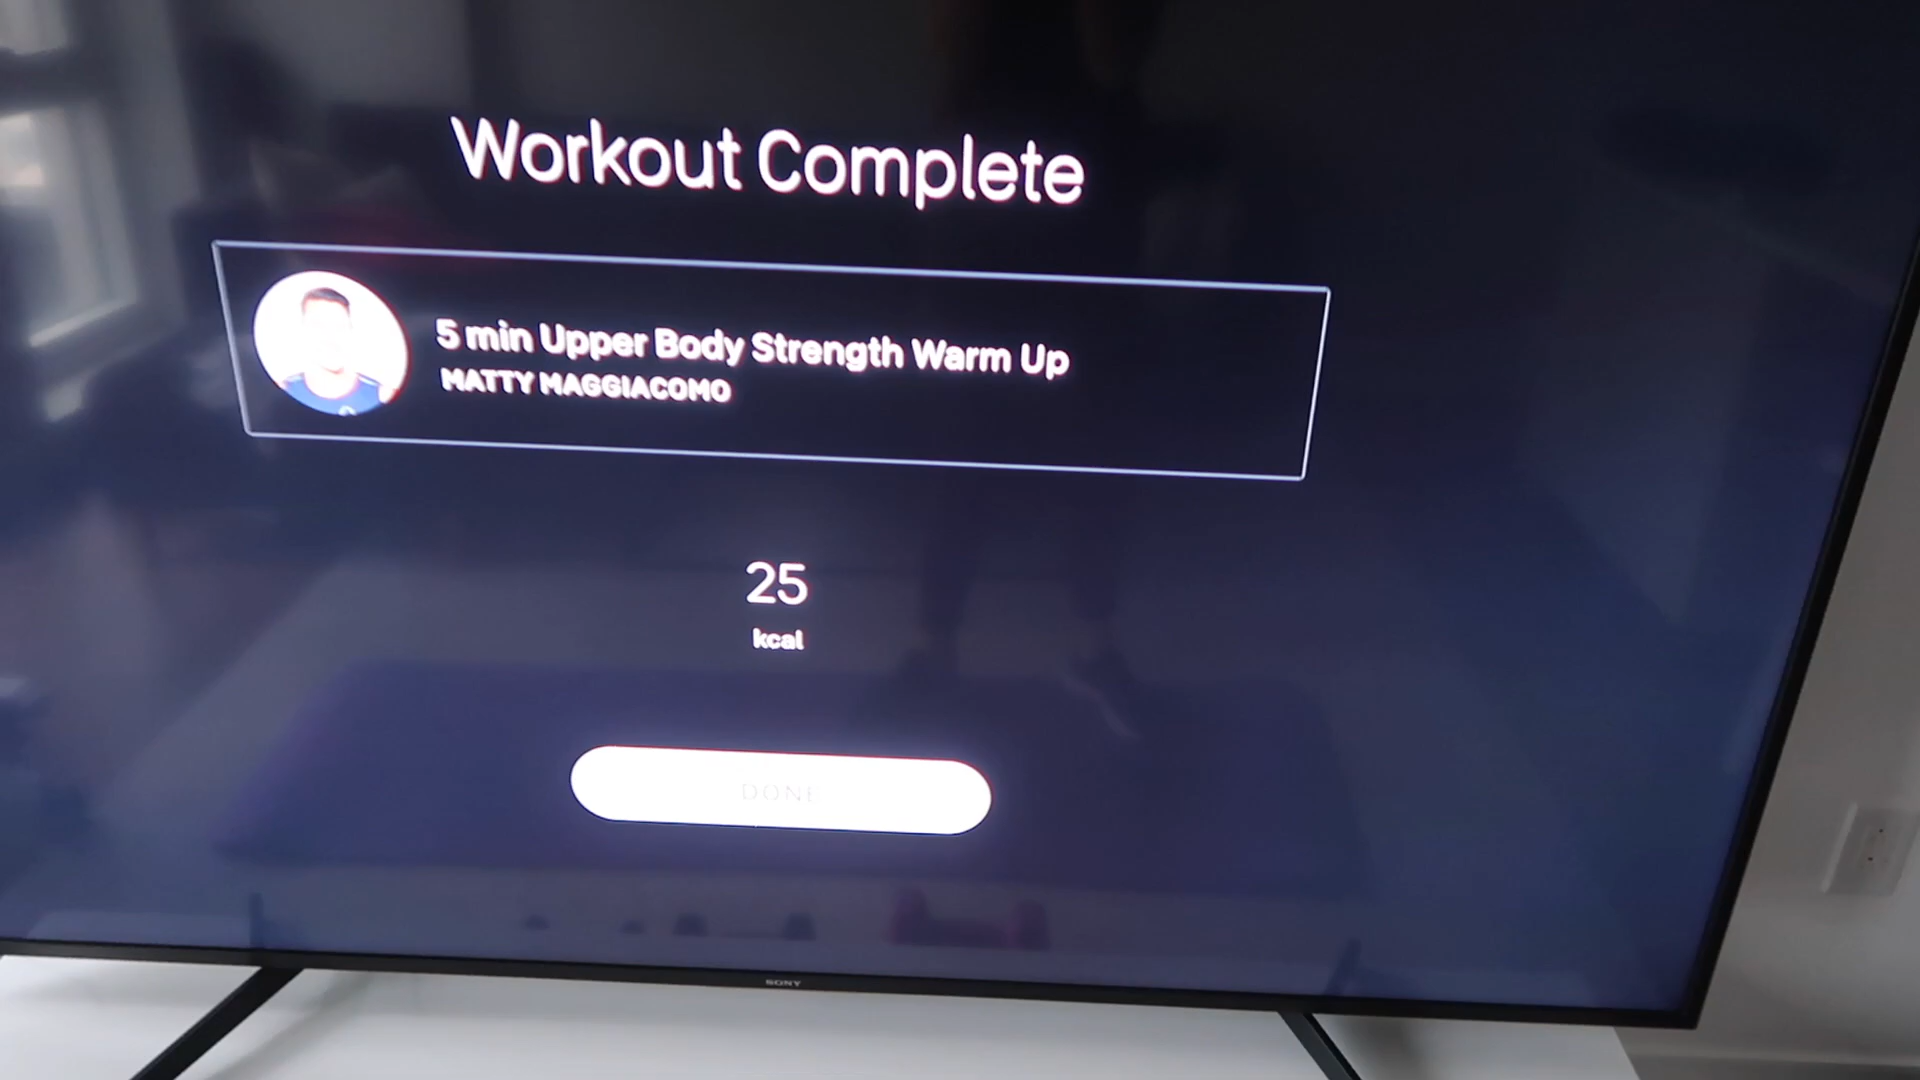 Workout Complete
5 min Upper Body Strength Warm Up
MATTY MAGGIACOMO
25
kcal
DONE
SONY